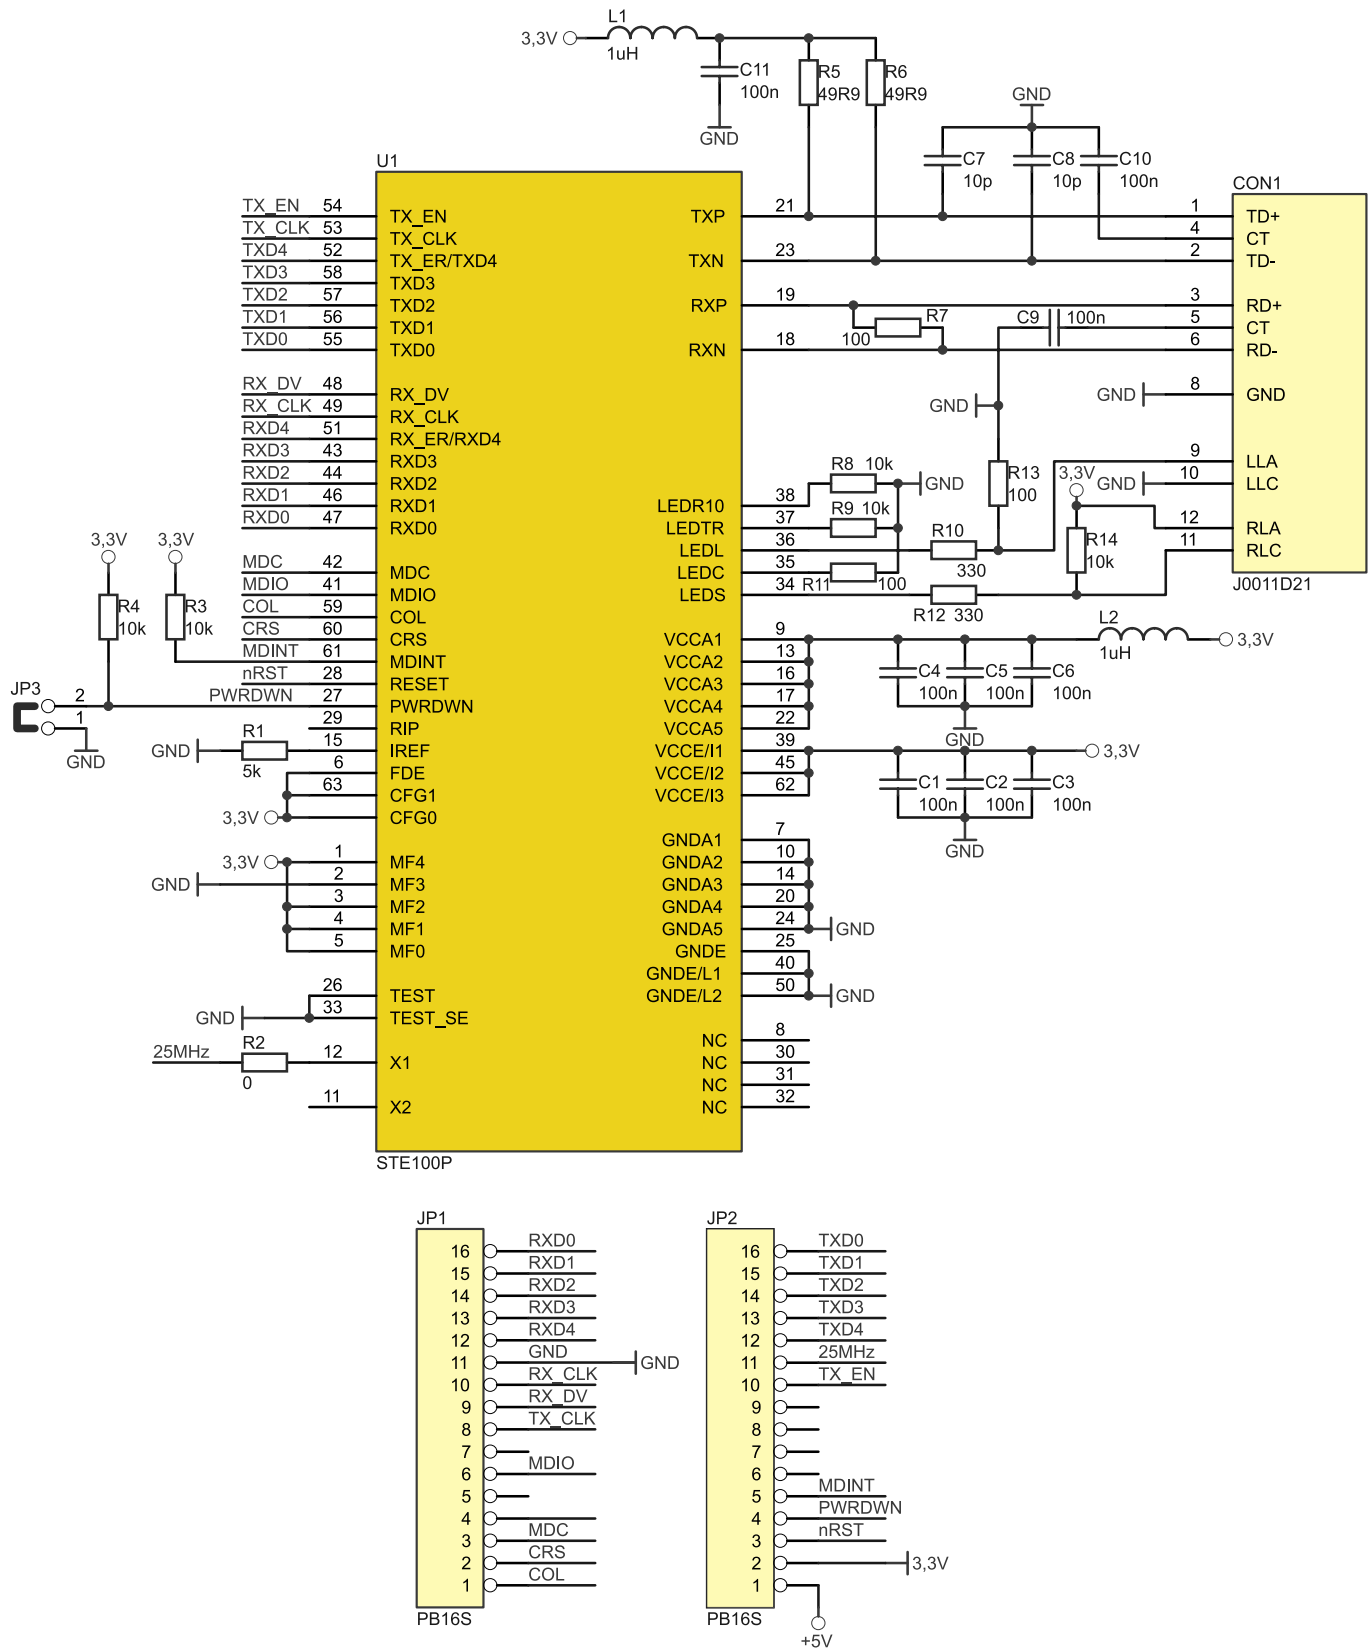 L1
3,3V
1uH
C11
100n
GND
R5
49R9
R6
49R9
GND
C7
10p
C8
10p
C10
100n
U1
CON1
TX_EN 54 TX_EN
TX_CLK 53 TX_CLK
TXD4 52 TX_ER/TXD4
TXD3 58 TXD3
TXD2 57 TXD2
TXD1 56 TXD1
TXD0 55 TXD0
RX_DV 48 RX_DV
RX_CLK 49 RX_CLK
RXD4 51 RX_ER/RXD4
RXD3 43 RXD3
RXD2 44 RXD2
RXD1 46 RXD1
RXD0 47 RXD0
MDC 42 MDC
MDIO 41 MDIO
COL 59 COL
CRS 60 CRS
MDINT 61 MDINT
nRST 28 RESET
PWRDWN 27 PWRDWN
29 RIP
15 IREF
6 FDE
63 CFG1
CFG0
1 MF4
2 MF3
3 MF2
4 MF1
5 MF0
26 TEST
33 TEST_SE
25MHz
12 X1
11 X2
3,3V
R4
10k
3,3V
R3
10k
JP3
2
1
GND
GND
R1
5k
3,3V
3,3V
GND
GND
R2
0
TXP 21
TXN 23
RXP 19
RXN 18
LEDR10 38
LEDTR 37
LEDL 36
LEDC 35
LEDS 34
VCCA1 9
VCCA2 13
VCCA3 16
VCCA4 17
VCCA5 22
VCCE/I1 39
VCCE/I2 45
VCCE/I3 62
GNDA1 7
GNDA2 10
GNDA3 14
GNDA4 20
GNDA5 24
GNDE 25
GNDE/L1 40
GNDE/L2 50
NC 8
NC 30
NC 31
NC 32
STE100P
R7
100
C9
100n
GND
R13
100
R8 10k
GND
R9 10k
R10
330
R11
100
R12 330
3,3V
R14
10k
GND
GND
1 TD+
4 CT
2 TD-
3 RD+
5 CT
6 RD-
8 GND
9 LLA
10 LLC
12 RLA
11 RLC
J0011D21
L2
1uH
3,3V
C4
100n
C5
100n
C6
100n
GND
3,3V
C1
100n
C2
100n
C3
100n
GND
GND
GND
JP1
16 RXD0
15 RXD1
14 RXD2
13 RXD3
12 RXD4
11 GND GND
10 RX_CLK
9 RX_DV
8 TX_CLK
7
6 MDIO
5
4
3 MDC
2 CRS
1 COL
PB16S
JP2
16 TXD0
15 TXD1
14 TXD2
13 TXD3
12 TXD4
11 25MHz
10 TX_EN
9
8
7
6
5 MDINT
4 PWRDWN
3 nRST
2 3,3V
1
PB16S
+5V